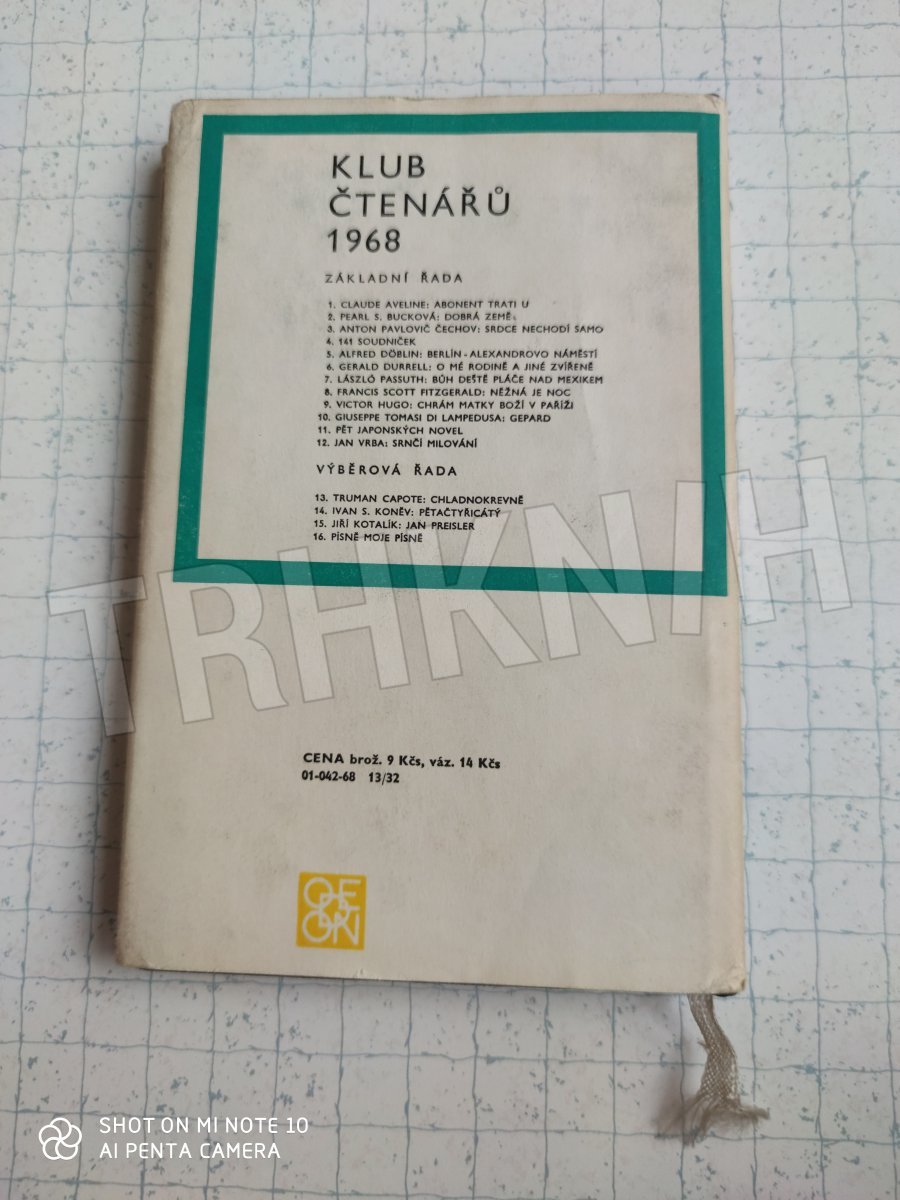 KLUB
ČTENÁŘŮ
1968
ZÁKLADNÍ ŘADA
1. CLAUDE AVELINE: ABONENT TRATI U
2. PEARL S. BUCKOVÁ: DOBRÁ ZEMĚ
3. ANTON PAVLOVIČ ČECHOV: SRDCE NECHODÍ SAMO
4. 141 SOUDNIČEK
5. ALFRED DÖBLIN: BERLÍN - ALEXANDROVO NÁMĚSTÍ
6. GERALD DURRELL: O MÉ RODINĚ A JINÉ ZVÍŘENĚ
7. LÁSZLÓ PASSUTH: BŮH DEŠTĚ PLÁČE NAD MEXIKEM
8. FRANCIS SCOTT FITZGERALD: NĚŽNÁ JE NOC
9. VICTOR HUGO: CHRÁM MATKY BOŽÍ V PAŘÍŽI
10. GIUSEPPE TOMASI DI LAMPEDUSA: GEPARD
11. PĚT JAPONSKÝCH NOVEL
12. JAN VRBA: SRNČÍ MILOVÁNÍ
VÝBĚROVÁ ŘADA
13. TRUMAN CAPOTE: CHLADNOKREVNĚ
14. IVAN S. KONĚV: PĚTAČTYŘICÁTÝ
15. JIŘÍ KOTALÍK: JAN PREISLER
16. PÍSNĚ MOJE PÍSNĚ
TRHKNIH
CENA brož. 9 Kčs, váz. 14 Kčs
01-042-68 13/32
ODEON
SHOT ON MI NOTE 10
AI PENTA CAMERA